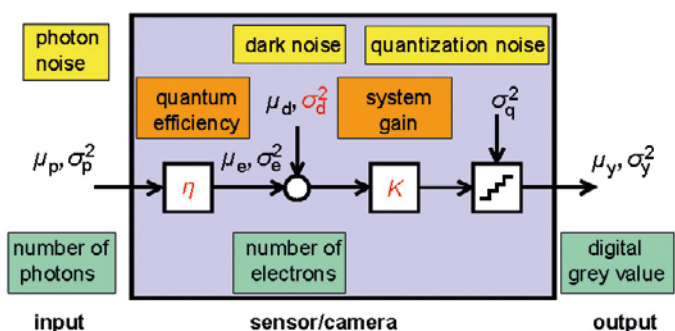 photon
noise
dark noise
quantization noise
quantum
efficiency
μd, σd²
system
gain
σq²
μp, σp²
η
μe, σe²
K
μy, σy²
number of
photons
number of
electrons
digital
grey value
input
sensor/camera
output